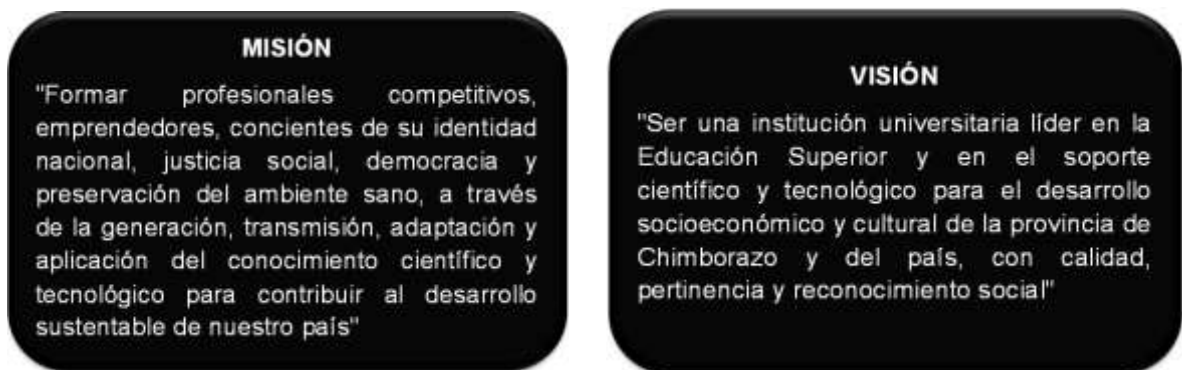 MISIÓN
"Formar profesionales competitivos,
emprendedores, concientes de su identidad
nacional, justicia social, democracia y
preservación del ambiente sano, a través
de la generación, transmisión, adaptación y
aplicación del conocimiento científico y
tecnológico para contribuir al desarrollo
sustentable de nuestro país"
VISIÓN
"Ser una institución universitaria líder en la
Educación Superior y en el soporte
científico y tecnológico para el desarrollo
socioeconómico y cultural de la provincia de
Chimborazo y del país, con calidad,
pertinencia y reconocimiento social"